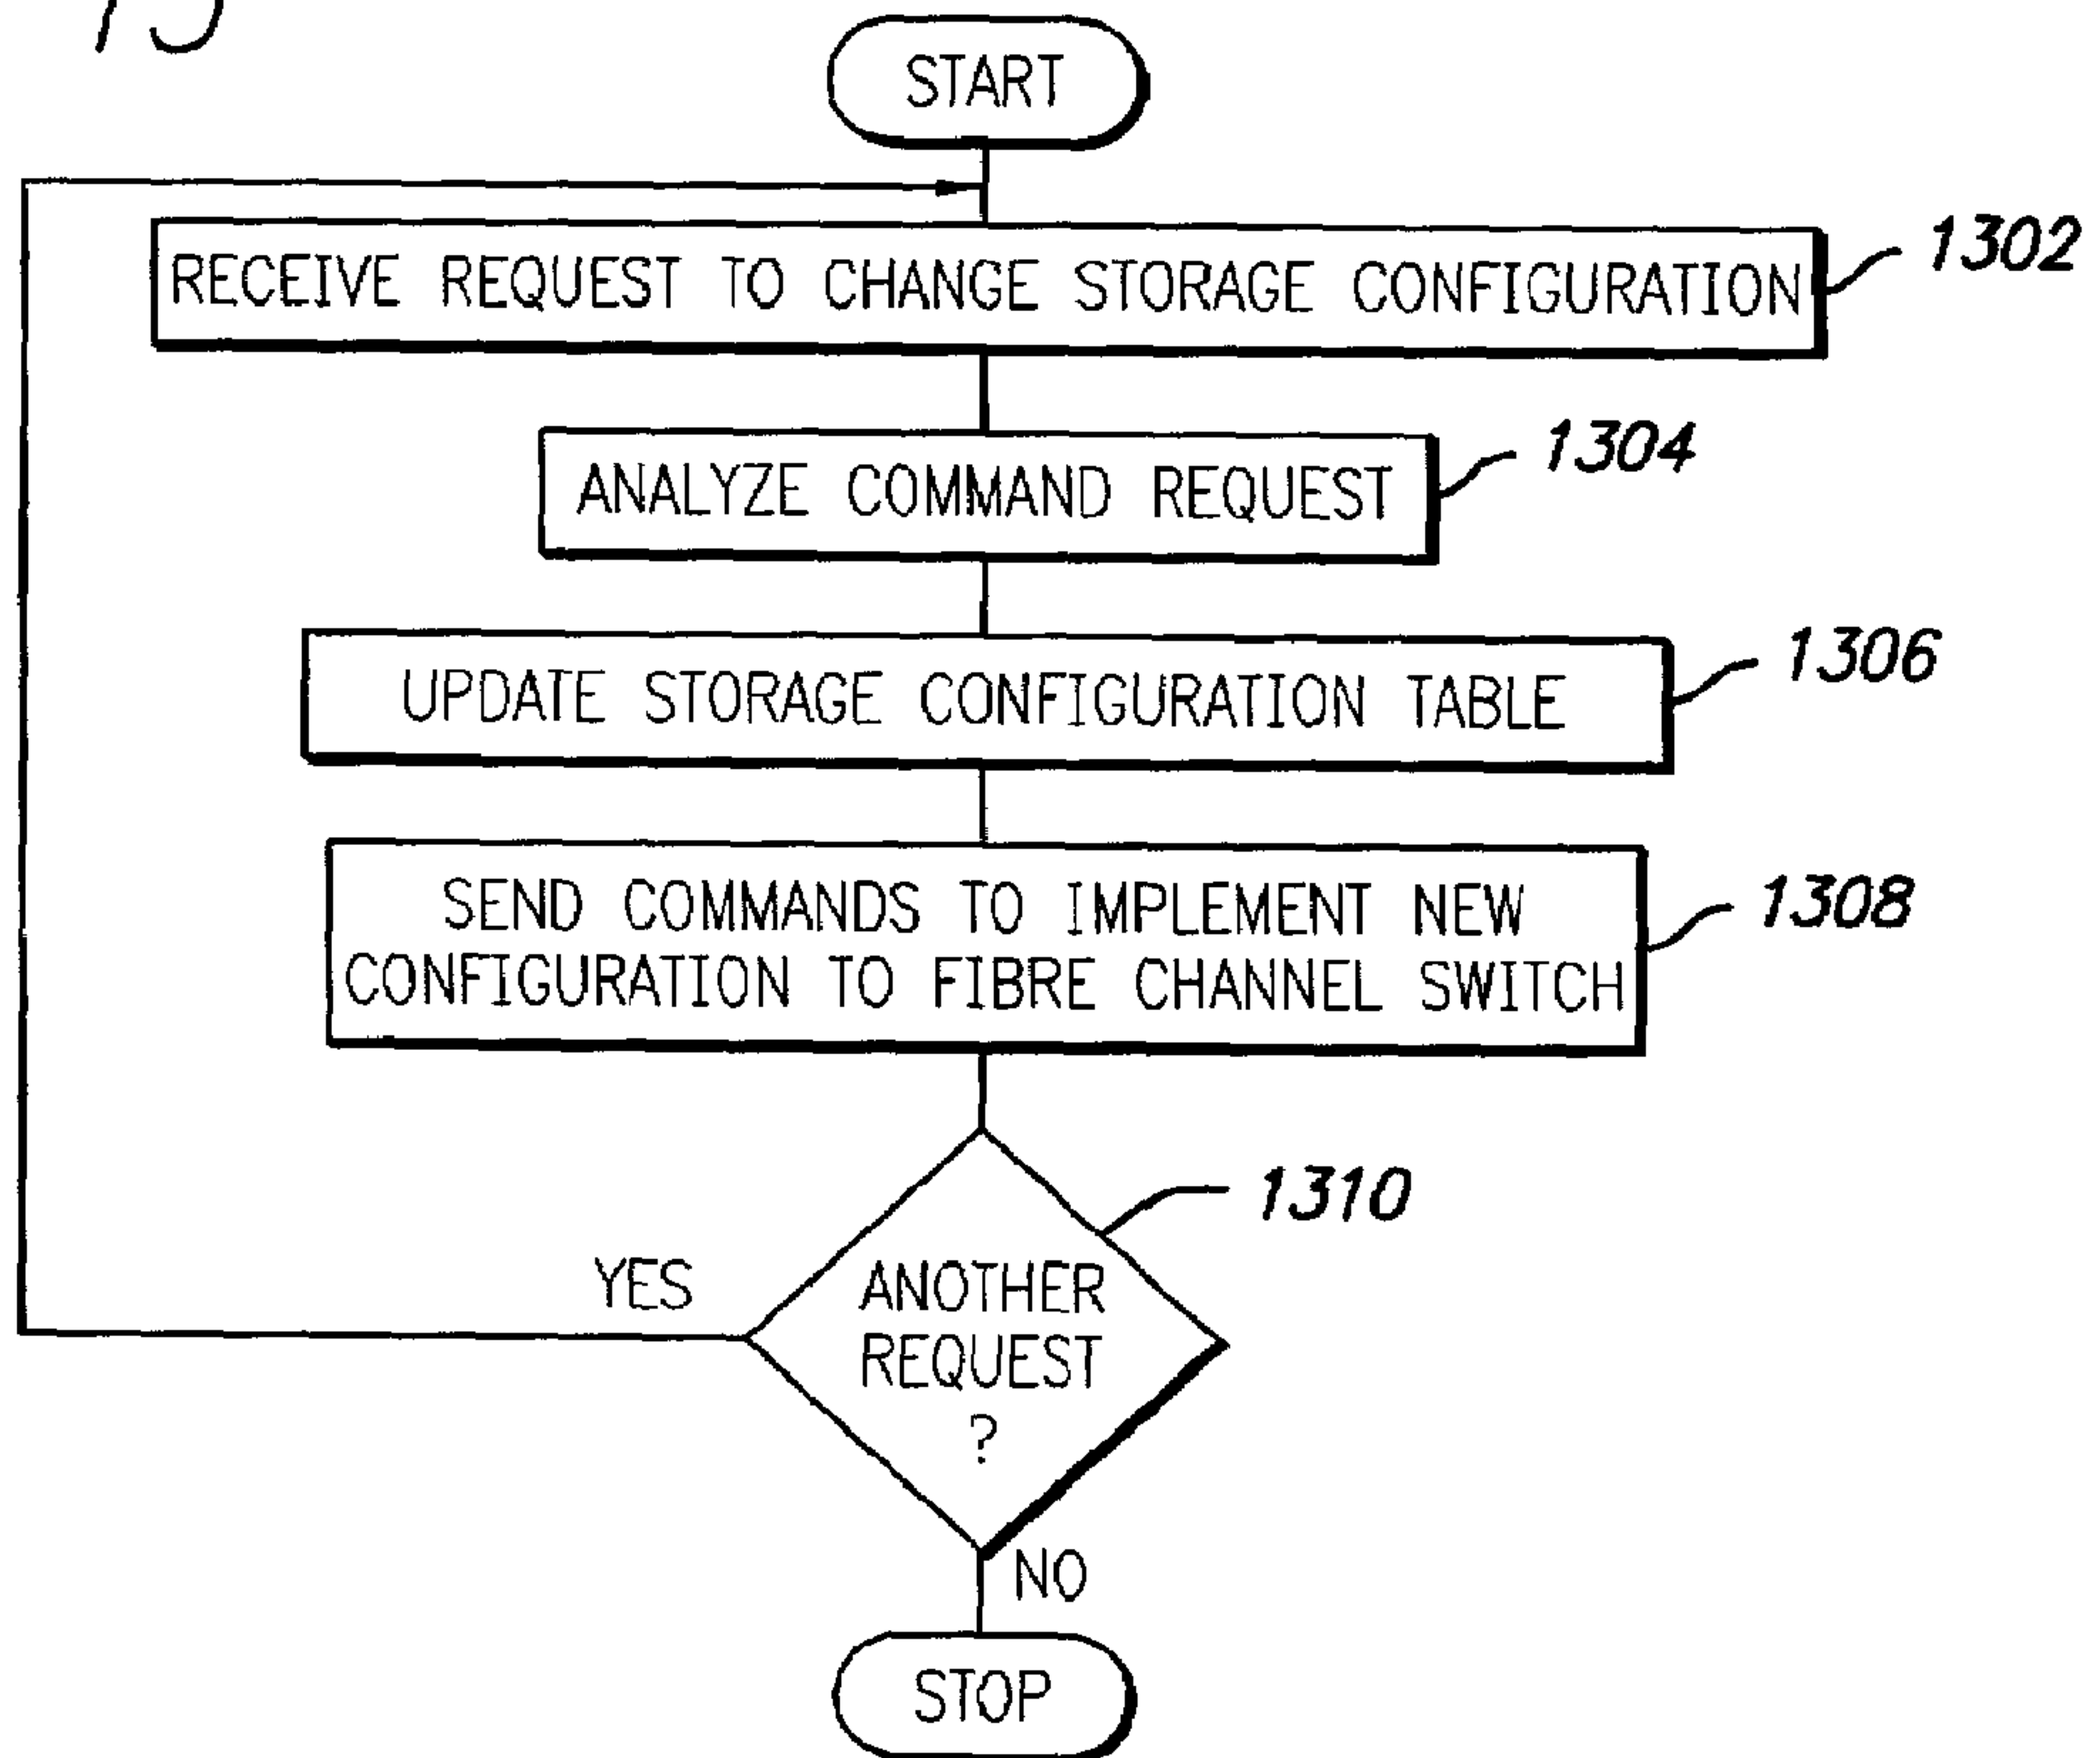 START
RECEIVE REQUEST TO CHANGE STORAGE CONFIGURATION
1302
ANALYZE COMMAND REQUEST
1304
UPDATE STORAGE CONFIGURATION TABLE
1306
SEND COMMANDS TO IMPLEMENT NEW
CONFIGURATION TO FIBRE CHANNEL SWITCH
1308
1310
YES
ANOTHER
REQUEST
?
NO
STOP